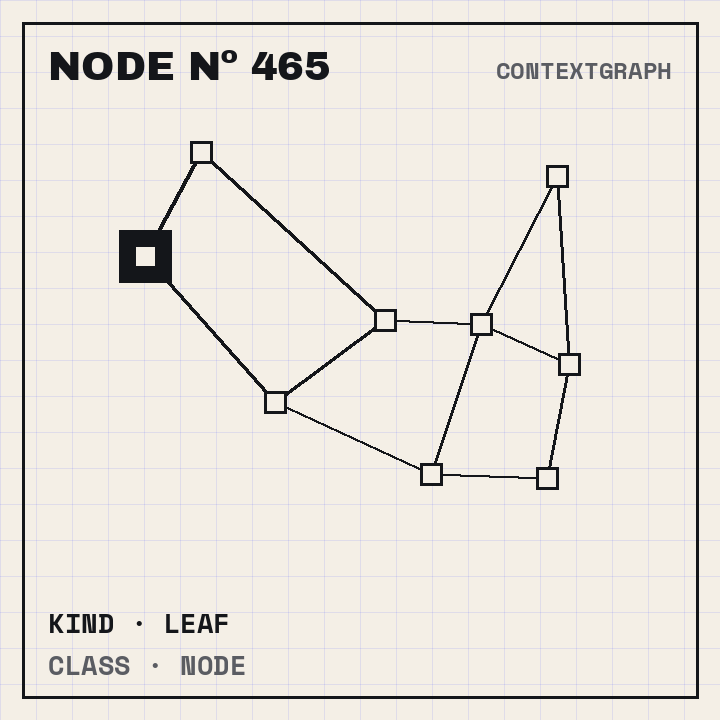 NODE Nº 465
CONTEXTGRAPH
KIND · LEAF
CLASS · NODE